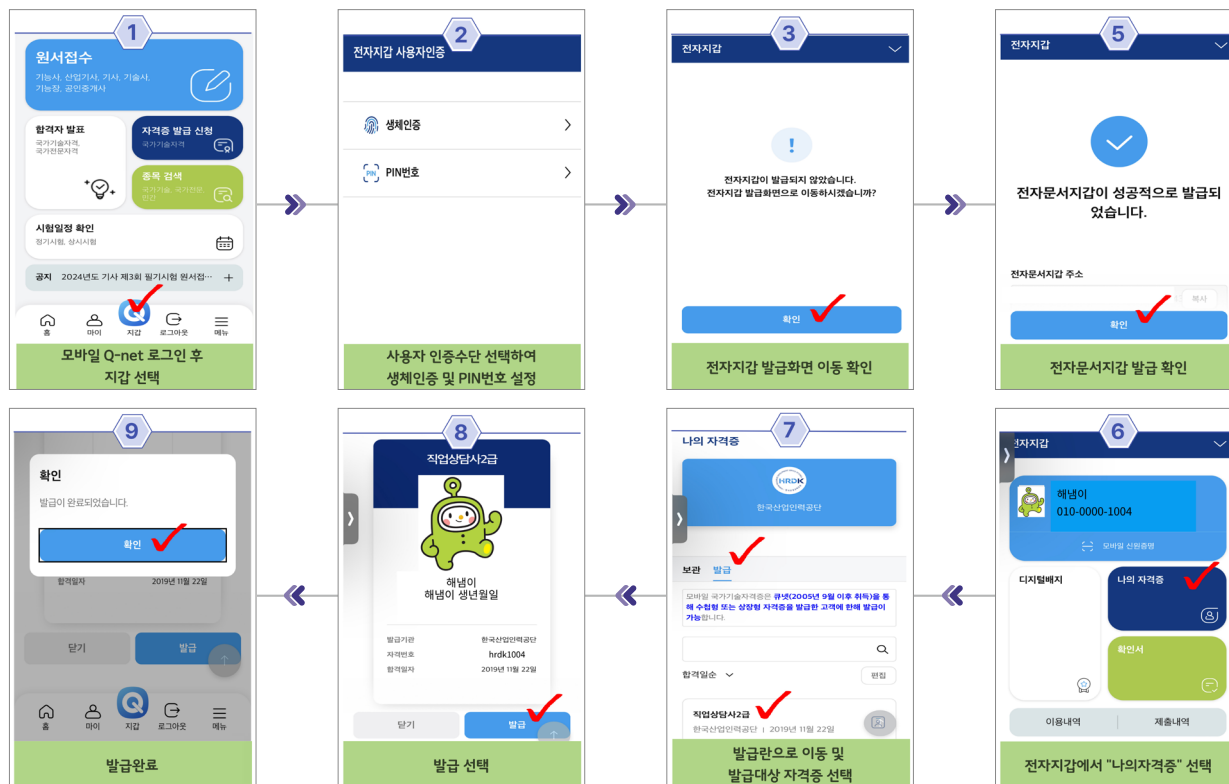 1
원서접수
기능사, 산업기사, 기사, 기술사,
기능장, 공인중개사
합격자 발표
국가기술자격,
국가전문자격
자격증 발급 신청
국가기술자격
종목 검색
국가기술, 국가전문,
민간
시험일정 확인
정기시험, 상시시험
공지 2024년도 기사 제3회 필기시험 원서접…
홈 마이 지갑 로그아웃 메뉴
모바일 Q-net 로그인 후
지갑 선택
2
전자지갑 사용자인증
생체인증
PIN PIN번호
사용자 인증수단 선택하여
생체인증 및 PIN번호 설정
3
전자지갑
!
전자지갑이 발급되지 않았습니다.
전자지갑 발급화면으로 이동하시겠습니까?
확인
전자지갑 발급화면 이동 확인
5
전자지갑
전자문서지갑이 성공적으로 발급되
었습니다.
전자문서지갑 주소
복사
확인
전자문서지갑 발급 확인
6
전자지갑
해냄이
010-0000-1004
모바일 신원증명
디지털배지
나의 자격증
확인서
이용내역 제출내역
전자지갑에서 "나의자격증" 선택
7
나의 자격증
HRDK
한국산업인력공단
보관 발급
모바일 국가기술자격증은 큐넷(2005년 9월 이후 취득)을 통
해 수첩형 또는 상장형 자격증을 발급한 고객에 한해 발급이
가능합니다.
합격일순 편집
직업상담사2급
한국산업인력공단 | 2019년 11월 22일
발급란으로 이동 및
발급대상 자격증 선택
8
직업상담사2급
해냄이
해냄이 생년월일
발급기관 한국산업인력공단
자격번호 hrdk1004
합격일자 2019년 11월 22일
닫기 발급
발급 선택
9
확인
발급이 완료되었습니다.
확인
합격일자 2019년 11월 22일
닫기 발급
홈 마이 지갑 로그아웃 메뉴
발급완료